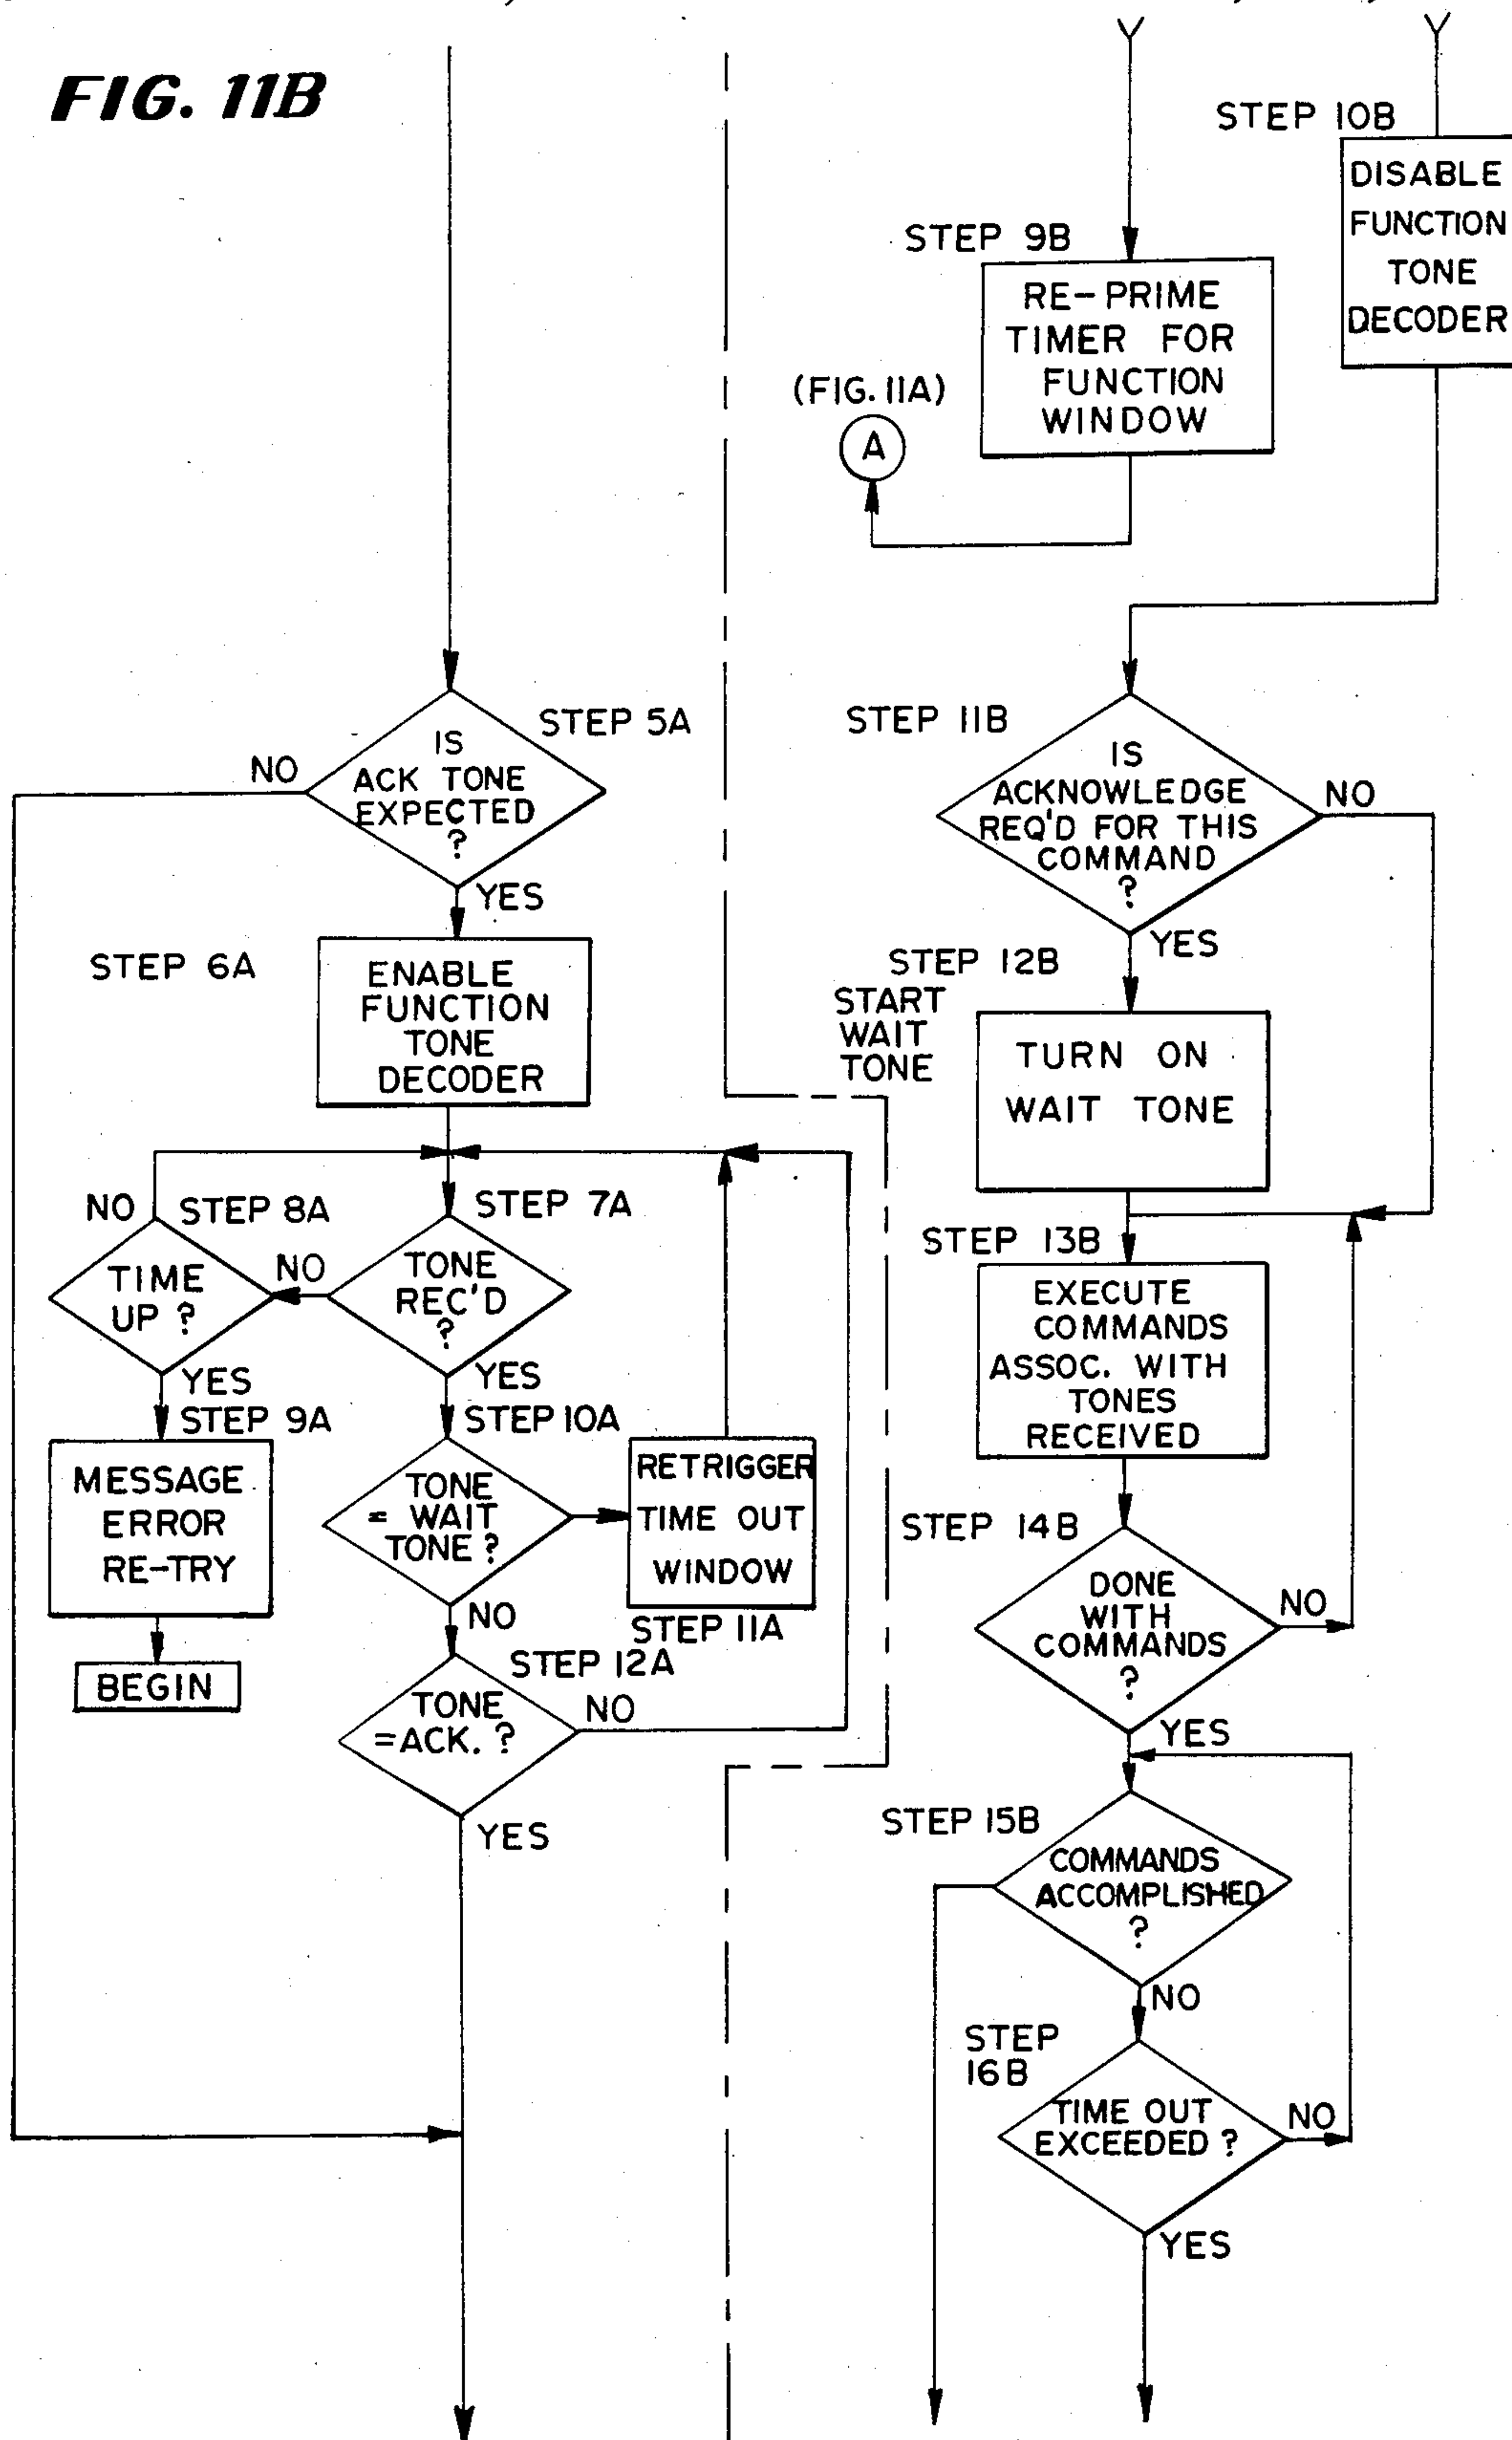 FIG. 11B
STEP 5A
IS
ACK TONE
EXPECTED
?
NO
YES
STEP 6A
ENABLE
FUNCTION
TONE
DECODER
NO
STEP 8A
TIME
UP ?
NO
STEP 7A
TONE
REC'D
?
YES
YES
STEP 9A
MESSAGE
ERROR
RE-TRY
BEGIN
STEP 10A
TONE
= WAIT
TONE ?
RETRIGGER
TIME OUT
WINDOW
STEP 11A
NO
STEP 12A
TONE
=ACK. ?
NO
YES
STEP 9B
RE-PRIME
TIMER FOR
FUNCTION
WINDOW
(FIG. 11A)
A
STEP 10B
DISABLE
FUNCTION
TONE
DECODER
STEP 11B
IS
ACKNOWLEDGE
REQ'D FOR THIS
COMMAND
?
NO
YES
STEP 12B
START
WAIT
TONE
TURN ON
WAIT TONE
STEP 13B
EXECUTE
COMMANDS
ASSOC. WITH
TONES
RECEIVED
STEP 14B
DONE
WITH
COMMANDS
?
NO
YES
STEP 15B
COMMANDS
ACCOMPLISHED
?
NO
STEP
16B
TIME OUT
EXCEEDED ?
NO
YES